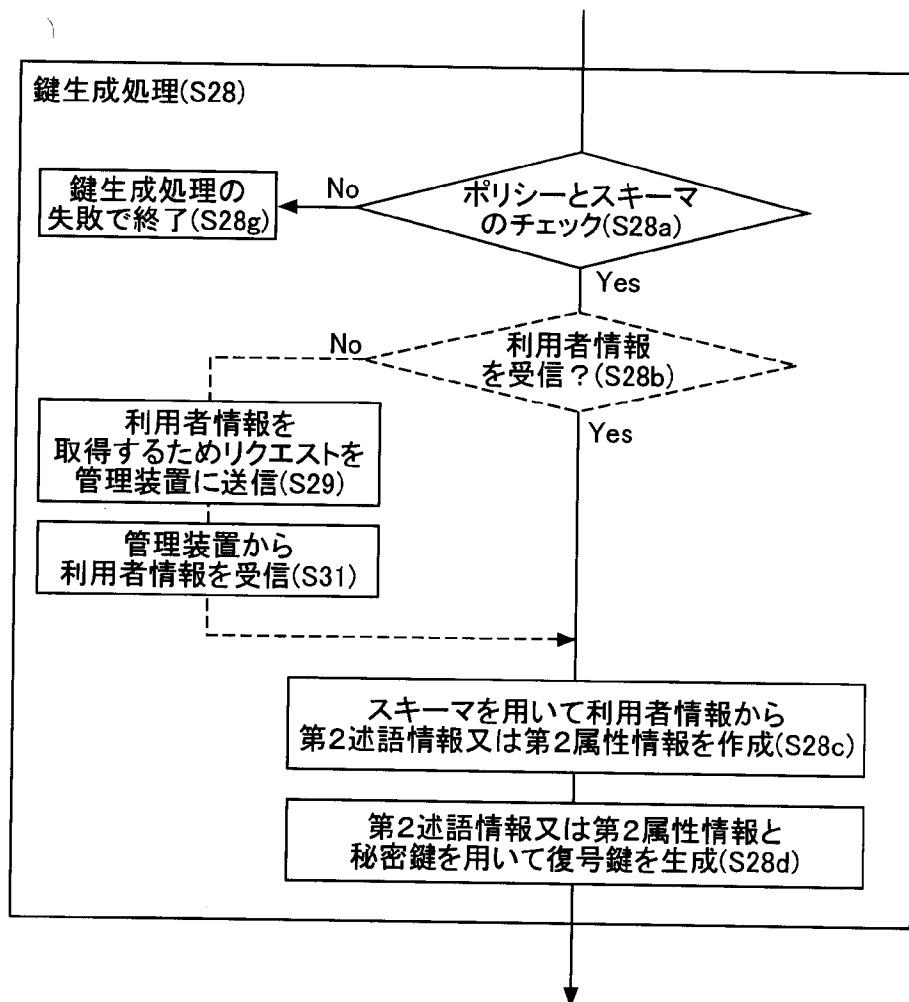 鍵生成処理(S28)
ポリシーとスキーマ
のチェック(S28a)
No
鍵生成処理の
失敗で終了(S28g)
Yes
利用者情報
を受信？(S28b)
No
Yes
利用者情報を
取得するためリクエストを
管理装置に送信(S29)
管理装置から
利用者情報を受信(S31)
スキーマを用いて利用者情報から
第2述語情報又は第2属性情報を作成(S28c)
第2述語情報又は第2属性情報と
秘密鍵を用いて復号鍵を生成(S28d)